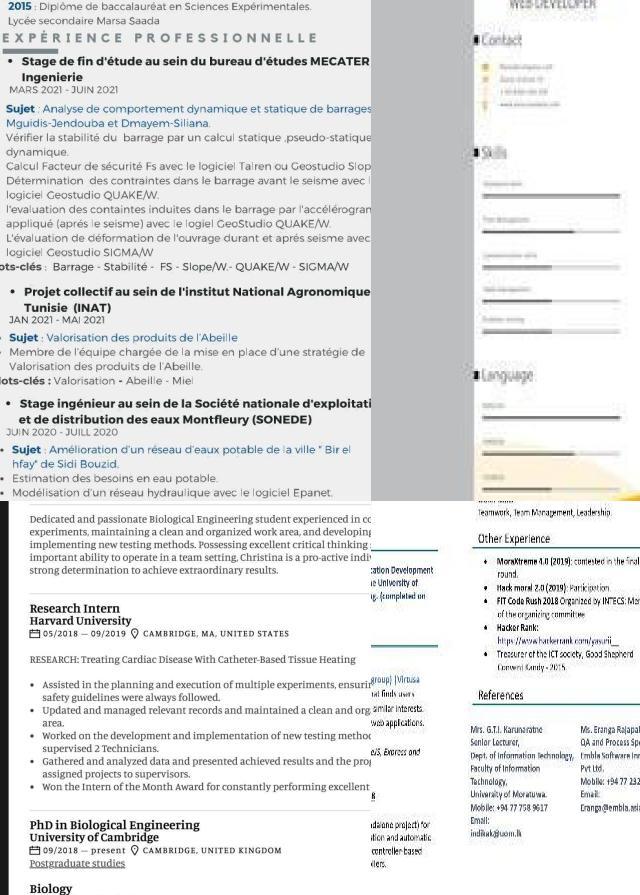 2015 : Diplôme de baccalauréat en Sciences Expérimentales.
Lycée secondaire Marsa Saada
EXPÉRIENCE PROFESSIONNELLE
• Stage de fin d'étude au sein du bureau d'études MECATER
Ingenierie
MARS 2021 - JUIN 2021
Sujet : Analyse de comportement dynamique et statique de barrages
Mguidis-Jendouba et Dmayem-Siliana.
Vérifier la stabilité du barrage par un calcul statique ,pseudo-statique
dynamique.
Calcul Facteur de sécurité Fs avec le logiciel Talren ou Geostudio Slop
Détermination des contraintes dans le barrage avant le seisme avec l
logiciel GeoStudio QUAKE/W.
l'evaluation des containtes induites dans le barrage par l'accélérogran
appliqué (aprés le seisme) avec le logiel GeoStudio QUAKE/W.
L'évaluation de déformation de l'ouvrage durant et aprés seisme avec
logiciel GeoStudio SIGMA/W
ots-clés : Barrage - Stabilité - FS - Slope/W.- QUAKE/W - SIGMA/W
• Projet collectif au sein de l'institut National Agronomique
Tunisie (INAT)
JAN 2021 - MAI 2021
Sujet : Valorisation des produits de l'Abeille
Membre de l'équipe chargée de la mise en place d'une stratégie de
Valorisation des produits de l'Abeille.
lots-clés : Valorisation - Abeille - Miel
• Stage ingénieur au sein de la Société nationale d'exploitati
et de distribution des eaux Montfleury (SONEDE)
JUIN 2020 - JUILL 2020
• Sujet : Amélioration d'un réseau d'eaux potable de la ville " Bir el
hfay" de Sidi Bouzid.
• Estimation des besoins en eau potable.
• Modélisation d'un réseau hydraulique avec le logiciel Epanet.
WEB DEVELOPER
Contact
Skills
Language
Dedicated and passionate Biological Engineering student experienced in co
experiments, maintaining a clean and organized work area, and developing
implementing new testing methods. Possessing excellent critical thinking
important ability to operate in a team setting, Christina is a pro-active indiv
strong determination to achieve extraordinary results.
Research Intern
Harvard University
05/2018 – 09/2019 CAMBRIDGE, MA, UNITED STATES
RESEARCH: Treating Cardiac Disease With Catheter-Based Tissue Heating
• Assisted in the planning and execution of multiple experiments, ensurin
safety guidelines were always followed.
• Updated and managed relevant records and maintained a clean and org
area.
• Worked on the development and implementation of new testing method
supervised 2 Technicians.
• Gathered and analyzed data and presented achieved results and the prog
assigned projects to supervisors.
• Won the Intern of the Month Award for constantly performing excellent
PhD in Biological Engineering
University of Cambridge
09/2018 – present CAMBRIDGE, UNITED KINGDOM
Postgraduate studies
Biology
cation Development
e University of
g. (completed on
group) |Virtusa
at finds users
similar interests.
web applications.
eJS, Express and
ndalone project) for
tion and automatic
controller-based
llers.
Teamwork, Team Management, Leadership.
Other Experience
• MoraXtreme 4.0 (2019): contested in the final
round.
• Hack moral 2.0 (2019): Participation
• FIT Code Rush 2018 Organized by INTECS: Mem
of the organizing committee
• Hacker Rank:
https://www.hackerrank.com/yasurii__
• Treasurer of the ICT society, Good Shepherd
Convent Kandy - 2015.
References
Mrs. G.T.I. Karunaratne
Senior Lecturer,
Dept. of Information Technology,
Faculty of Information
Technology,
University of Moratuwa.
Mobile: +94 77 758 9617
Email:
indikak@uom.lk
Ms. Eranga Rajapak
QA and Process Spe
Embla Software Inn
Pvt Ltd.
Mobile: +94 77 232
Email:
Eranga@embla.asia